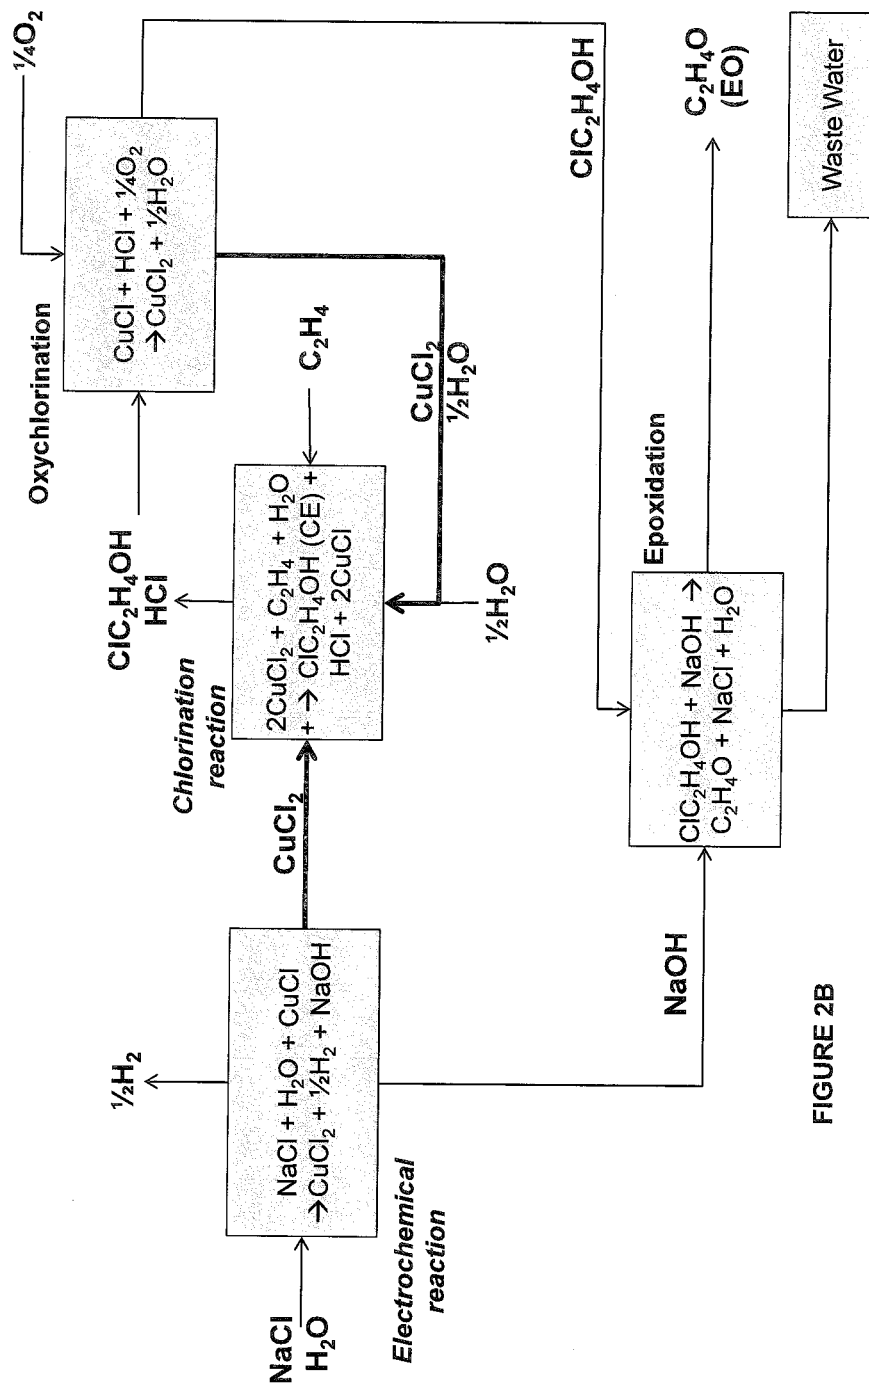 NaCl
H₂O
Electrochemical
reaction
½H₂
NaCl + H₂O + CuCl
→CuCl₂ + ½H₂ + NaOH
CuCl₂
NaOH
Chlorination
reaction
ClC₂H₄OH
HCl
2CuCl₂ + C₂H₄ + H₂O
+ → ClC₂H₄OH (CE) +
HCl + 2CuCl
½H₂O
C₂H₄
CuCl₂
½H₂O
Oxychlorination
CuCl + HCl + ¼O₂
→CuCl₂ + ½H₂O
¼O₂
ClC₂H₄OH
Epoxidation
ClC₂H₄OH + NaOH →
C₂H₄O + NaCl + H₂O
C₂H₄O
(EO)
Waste Water
FIGURE 2B